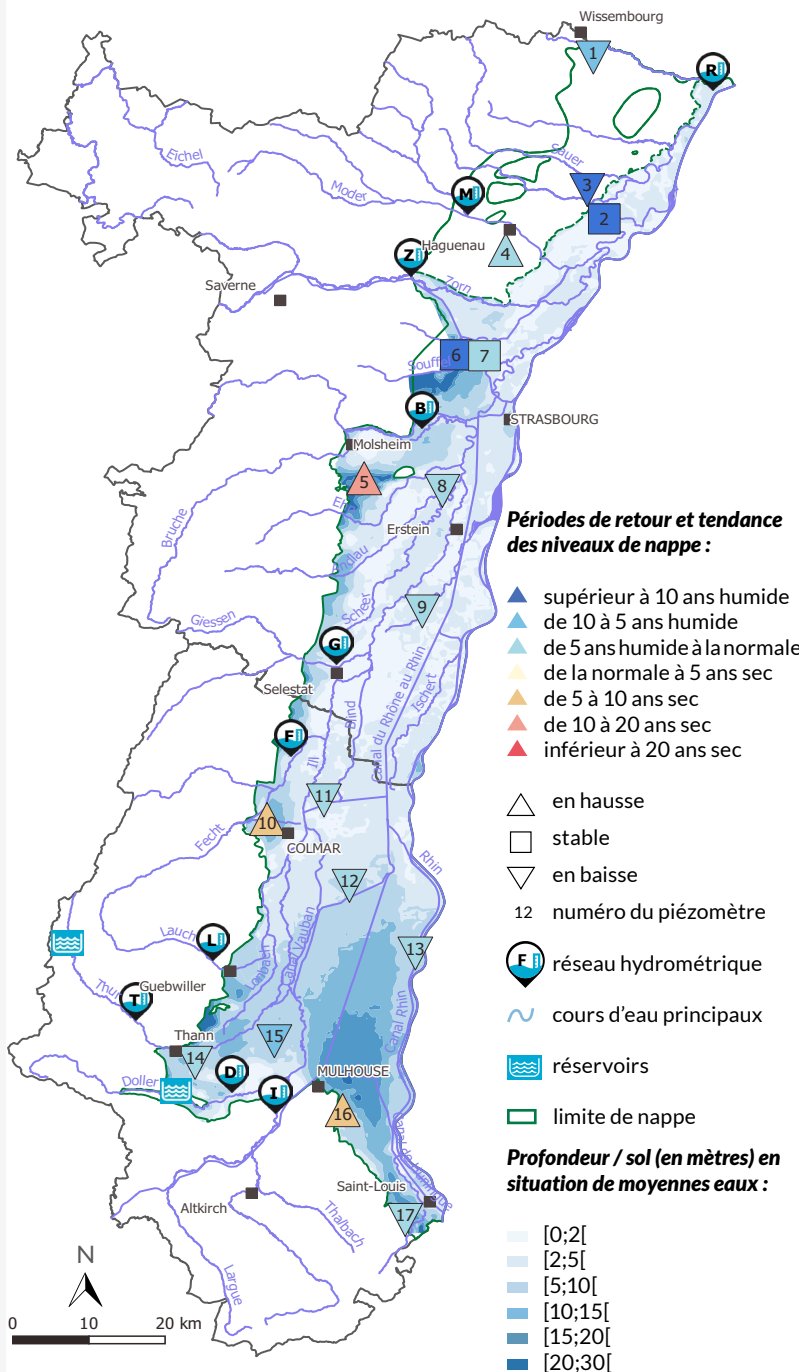 Wissembourg
1
R
Eichel
Sauer
Moder
M
3
2
Haguenau
4
Z
Zorn
Saverne
6
7
Souffel
B
STRASBOURG
Molsheim
5
8
Erstein
Bruche
Andlau
Scheer
9
Giessen
G
Selestat
Blind
Canal du Rhône au Rhin
Ischert
F
Ill
11
10
Fecht
COLMAR
Rhin
12
Lauch
L
Canal Vauban
13
Guebwiller
Thur
T
Canal Rhin
Thann
15
14
MULHOUSE
Doller
D
I
16
Saint-Louis
Altkirch
Thalbach
17
Largue
N
0 10 20 km
Périodes de retour et tendance
des niveaux de nappe :
supérieur à 10 ans humide
de 10 à 5 ans humide
de 5 ans humide à la normale
de la normale à 5 ans sec
de 5 à 10 ans sec
de 10 à 20 ans sec
inférieur à 20 ans sec
en hausse
stable
en baisse
12 numéro du piézomètre
F réseau hydrométrique
cours d'eau principaux
réservoirs
limite de nappe
Profondeur / sol (en mètres) en
situation de moyennes eaux :
[0;2[
[2;5[
[5;10[
[10;15[
[15;20[
[20;30[